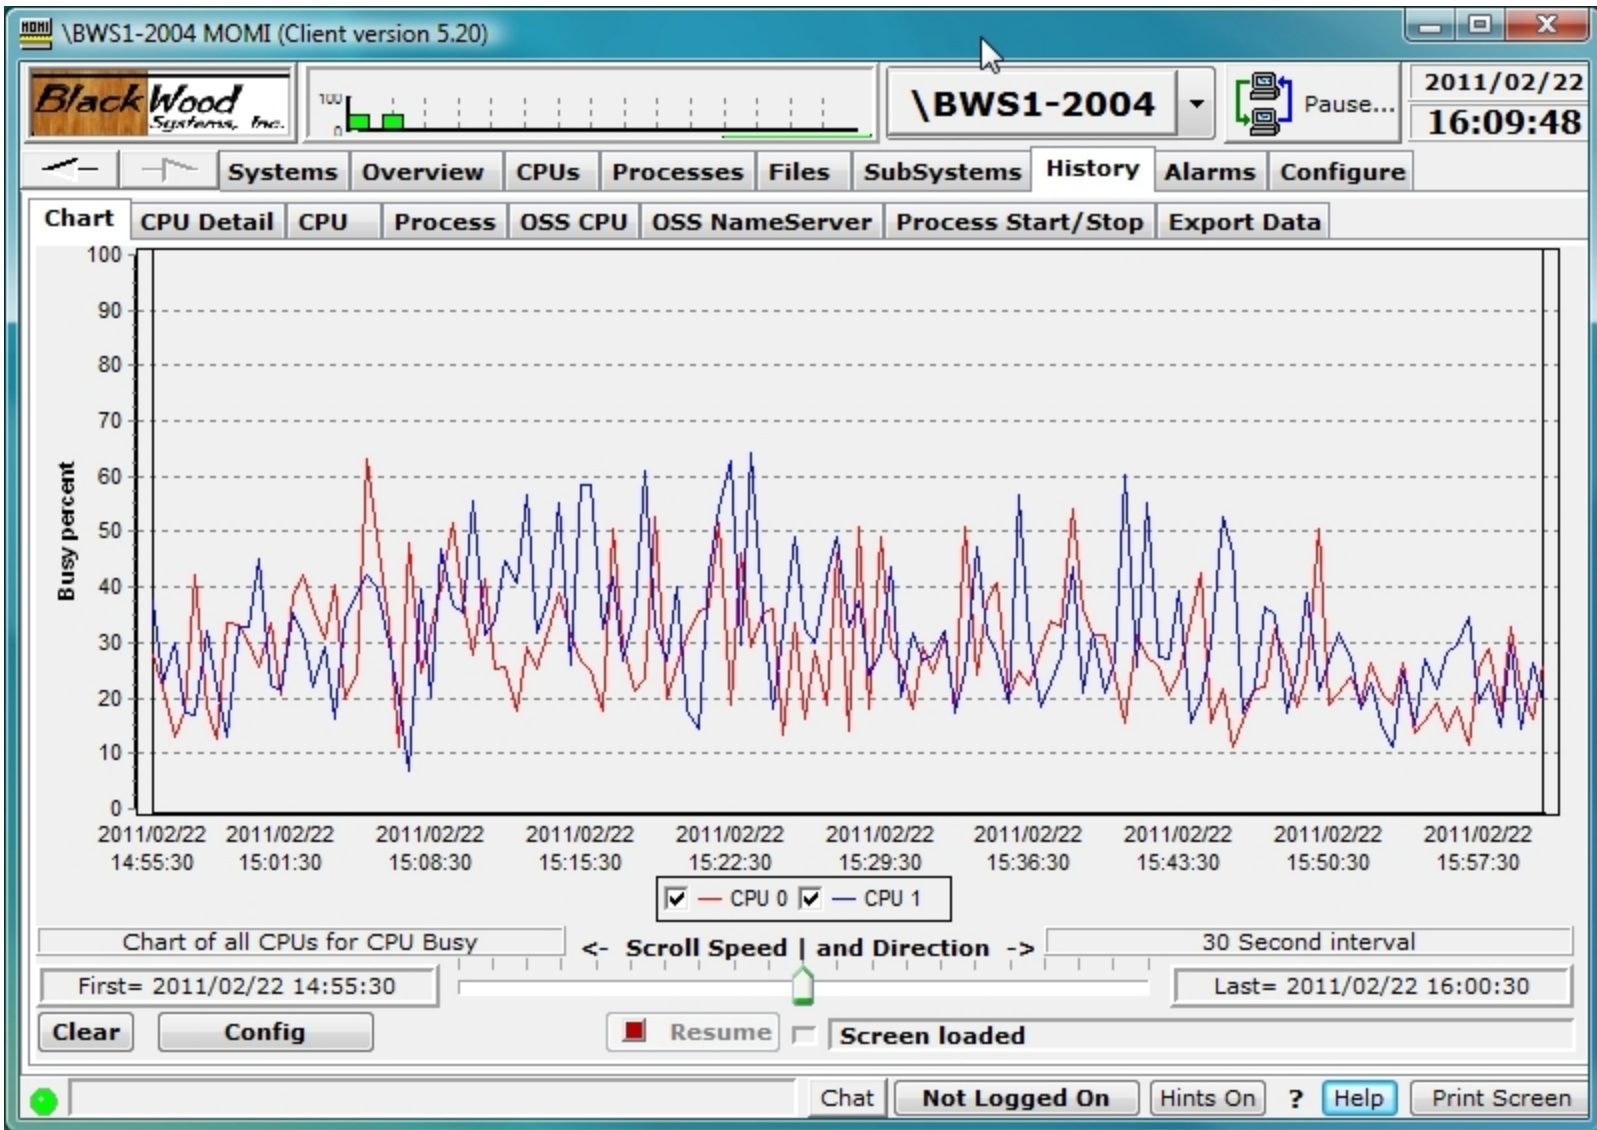 MOMI \BWS1-2004 MOMI (Client version 5.20)
BlackWood
Systems, Inc.
100
0
\BWS1-2004
Pause...
2011/02/22
16:09:48
Systems Overview CPUs Processes Files SubSystems History Alarms Configure
Chart CPU Detail CPU Process OSS CPU OSS NameServer Process Start/Stop Export Data
Busy percent
100
90
80
70
60
50
40
30
20
10
0
2011/02/22 2011/02/22 2011/02/22 2011/02/22 2011/02/22 2011/02/22 2011/02/22 2011/02/22 2011/02/22 2011/02/22
14:55:30 15:01:30 15:08:30 15:15:30 15:22:30 15:29:30 15:36:30 15:43:30 15:50:30 15:57:30
CPU 0 CPU 1
Chart of all CPUs for CPU Busy <- Scroll Speed | and Direction -> 30 Second interval
First= 2011/02/22 14:55:30 Last= 2011/02/22 16:00:30
Clear Config Resume Screen loaded
Chat Not Logged On Hints On ? Help Print Screen